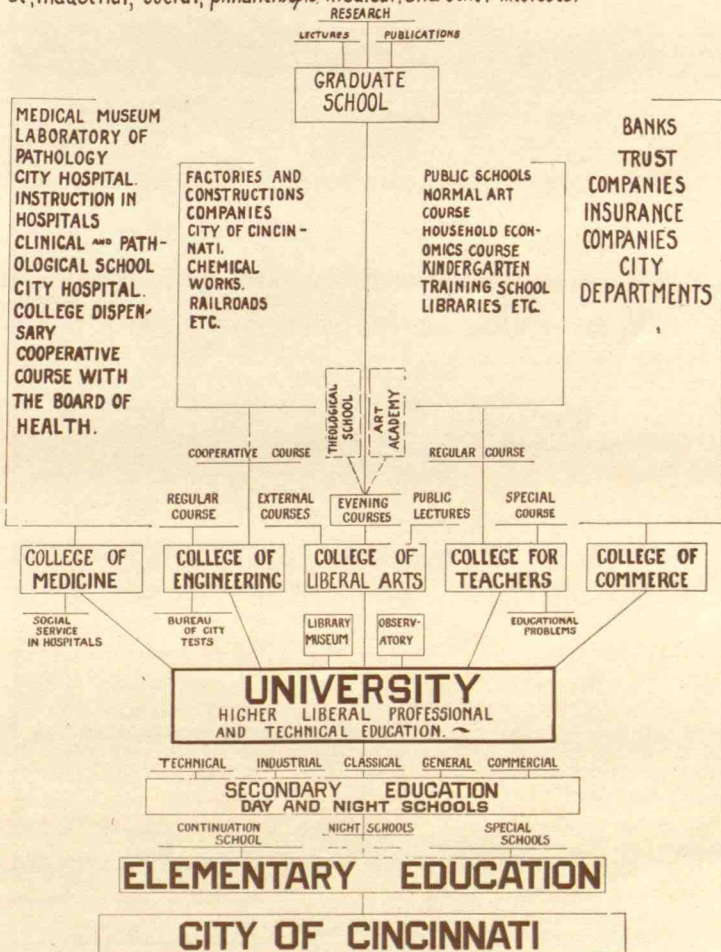 industrial, social, philanthropic, medical, and other interests.
RESEARCH
LECTURES PUBLICATIONS
GRADUATE
SCHOOL
MEDICAL MUSEUM
LABORATORY OF
PATHOLOGY
CITY HOSPITAL.
INSTRUCTION IN
HOSPITALS
CLINICAL AND PATH-
OLOGICAL SCHOOL
CITY HOSPITAL.
COLLEGE DISPEN-
SARY
COOPERATIVE
COURSE WITH
THE BOARD OF
HEALTH.
FACTORIES AND
CONSTRUCTIONS
COMPANIES
CITY OF CINCIN-
NATI.
CHEMICAL
WORKS.
RAILROADS
ETC.
PUBLIC SCHOOLS
NORMAL ART
COURSE
HOUSEHOLD ECON-
OMICS COURSE
KINDERGARTEN
TRAINING SCHOOL
LIBRARIES ETC.
BANKS
TRUST
COMPANIES
INSURANCE
COMPANIES
CITY
DEPARTMENTS
THEOLOGICAL
SCHOOL
ART
ACADEMY
COOPERATIVE COURSE
REGULAR COURSE
REGULAR
COURSE
EXTERNAL
COURSES
EVENING
COURSES
PUBLIC
LECTURES
SPECIAL
COURSE
COLLEGE OF
MEDICINE
COLLEGE OF
ENGINEERING
COLLEGE OF
LIBERAL ARTS
COLLEGE FOR
TEACHERS
COLLEGE OF
COMMERCE
SOCIAL
SERVICE
IN HOSPITALS
BUREAU
OF CITY
TESTS
LIBRARY
MUSEUM
OBSERV-
ATORY
EDUCATIONAL
PROBLEMS
UNIVERSITY
HIGHER LIBERAL PROFESSIONAL
AND TECHNICAL EDUCATION.
TECHNICAL INDUSTRIAL CLASSICAL GENERAL COMMERCIAL
SECONDARY EDUCATION
DAY AND NIGHT SCHOOLS
CONTINUATION
SCHOOL
NIGHT SCHOOLS
SPECIAL
SCHOOLS
ELEMENTARY EDUCATION
CITY OF CINCINNATI